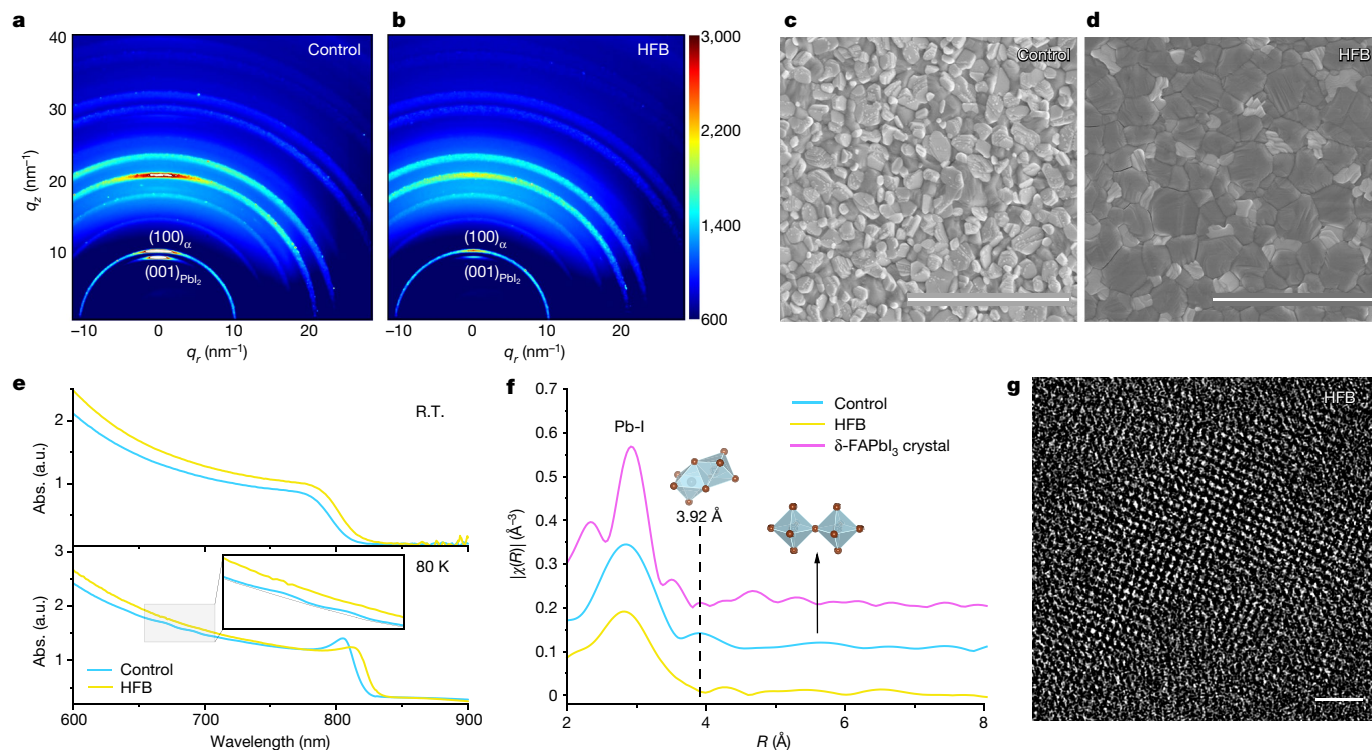 a
Control
40
30
20
10
q_z (nm⁻¹)
(100)α
(001)PbI₂
−10
0
10
20
q_r (nm⁻¹)
b
HFB
(100)α
(001)PbI₂
−10
0
10
20
q_r (nm⁻¹)
3,000
2,200
1,400
600
c
Control
d
HFB
e
R.T.
2
1
Abs. (a.u.)
80 K
3
2
1
Abs. (a.u.)
Control
HFB
600
700
800
900
Wavelength (nm)
f
0.7
0.6
0.5
0.4
0.3
0.2
0.1
0
|χ(R)| (Å⁻³)
Control
HFB
δ-FAPbI₃ crystal
Pb-I
3.92 Å
2
4
6
8
R (Å)
g
HFB